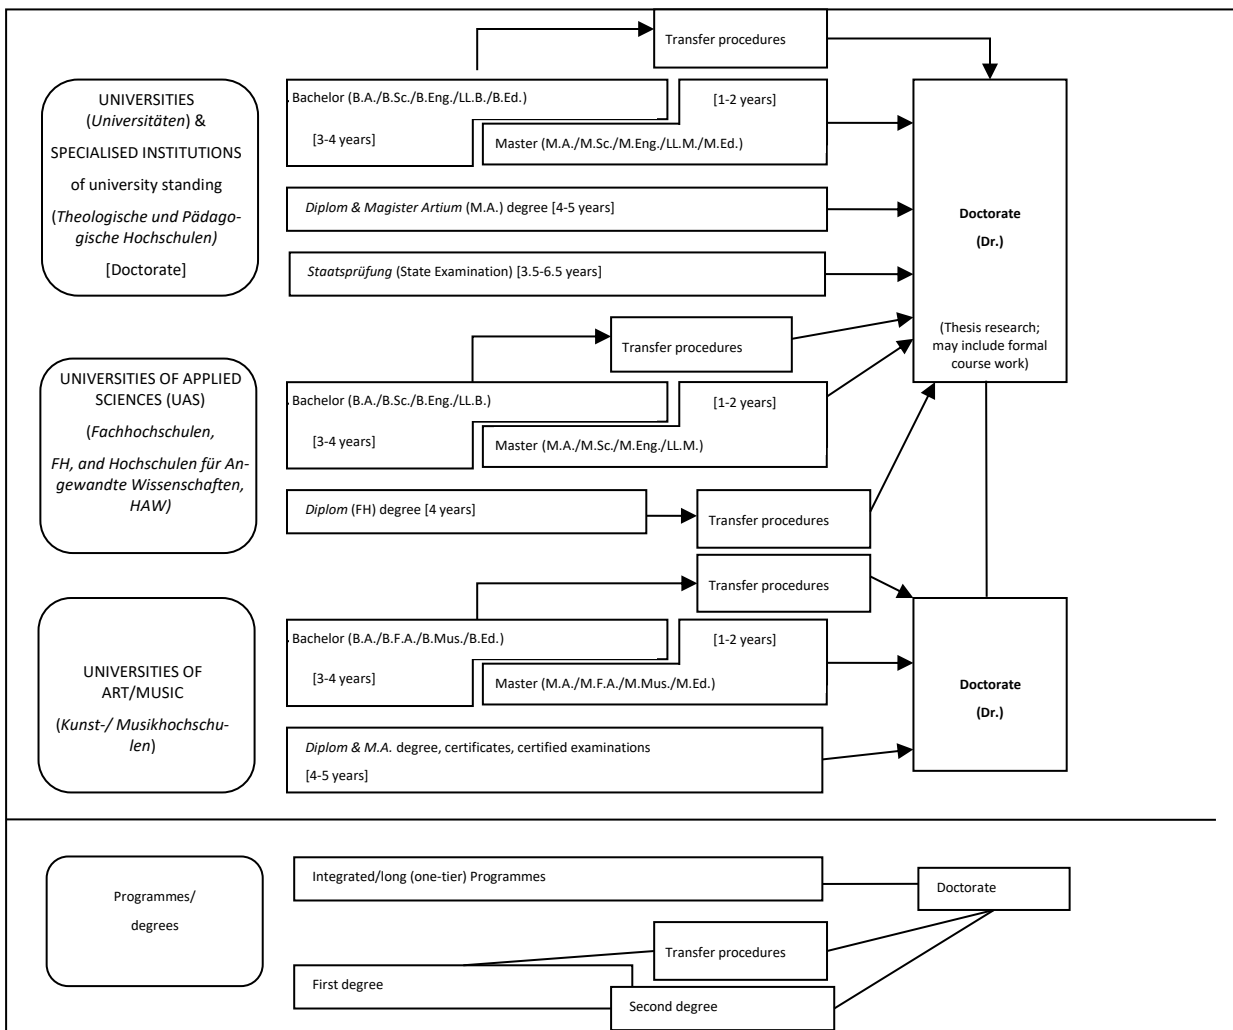 Transfer procedures
UNIVERSITIES
(Universitäten) &
SPECIALISED INSTITUTIONS
of university standing
(Theologische und Pädago-
gische Hochschulen)
[Doctorate]
. Bachelor (B.A./B.Sc./B.Eng./LL.B./B.Ed.)
[3-4 years]
[1-2 years]
Master (M.A./M.Sc./M.Eng./LL.M./M.Ed.)
Diplom & Magister Artium (M.A.) degree [4-5 years]
Staatsprüfung (State Examination) [3.5-6.5 years]
Doctorate
(Dr.)
(Thesis research;
may include formal
course work)
UNIVERSITIES OF APPLIED
SCIENCES (UAS)
(Fachhochschulen,
FH, and Hochschulen für An-
gewandte Wissenschaften,
HAW)
Transfer procedures
. Bachelor (B.A./B.Sc./B.Eng./LL.B.)
[3-4 years]
[1-2 years]
Master (M.A./M.Sc./M.Eng./LL.M.)
Diplom (FH) degree [4 years]
Transfer procedures
Transfer procedures
UNIVERSITIES OF
ART/MUSIC
(Kunst-/ Musikhochschu-
len)
. Bachelor (B.A./B.F.A./B.Mus./B.Ed.)
[3-4 years]
[1-2 years]
Master (M.A./M.F.A./M.Mus./M.Ed.)
Diplom & M.A. degree, certificates, certified examinations
[4-5 years]
Doctorate
(Dr.)
Programmes/
degrees
Integrated/long (one-tier) Programmes
Doctorate
Transfer procedures
First degree
Second degree